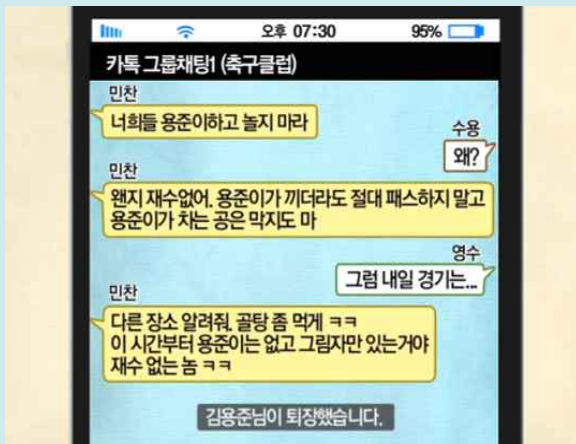 오후 07:30
95%
카톡 그룹채팅1 (축구클럽)
민찬
너희들 용준이하고 놀지 마라
수용
왜?
민찬
왠지 재수없어. 용준이가 끼더라도 절대 패스하지 말고
용준이가 차는 공은 막지도 마
영수
그럼 내일 경기는...
민찬
다른 장소 알려줘. 골탕 좀 먹게 ㅋㅋ
이 시간부터 용준이는 없고 그림자만 있는거야
재수 없는 놈 ㅋㅋ
김용준님이 퇴장했습니다.